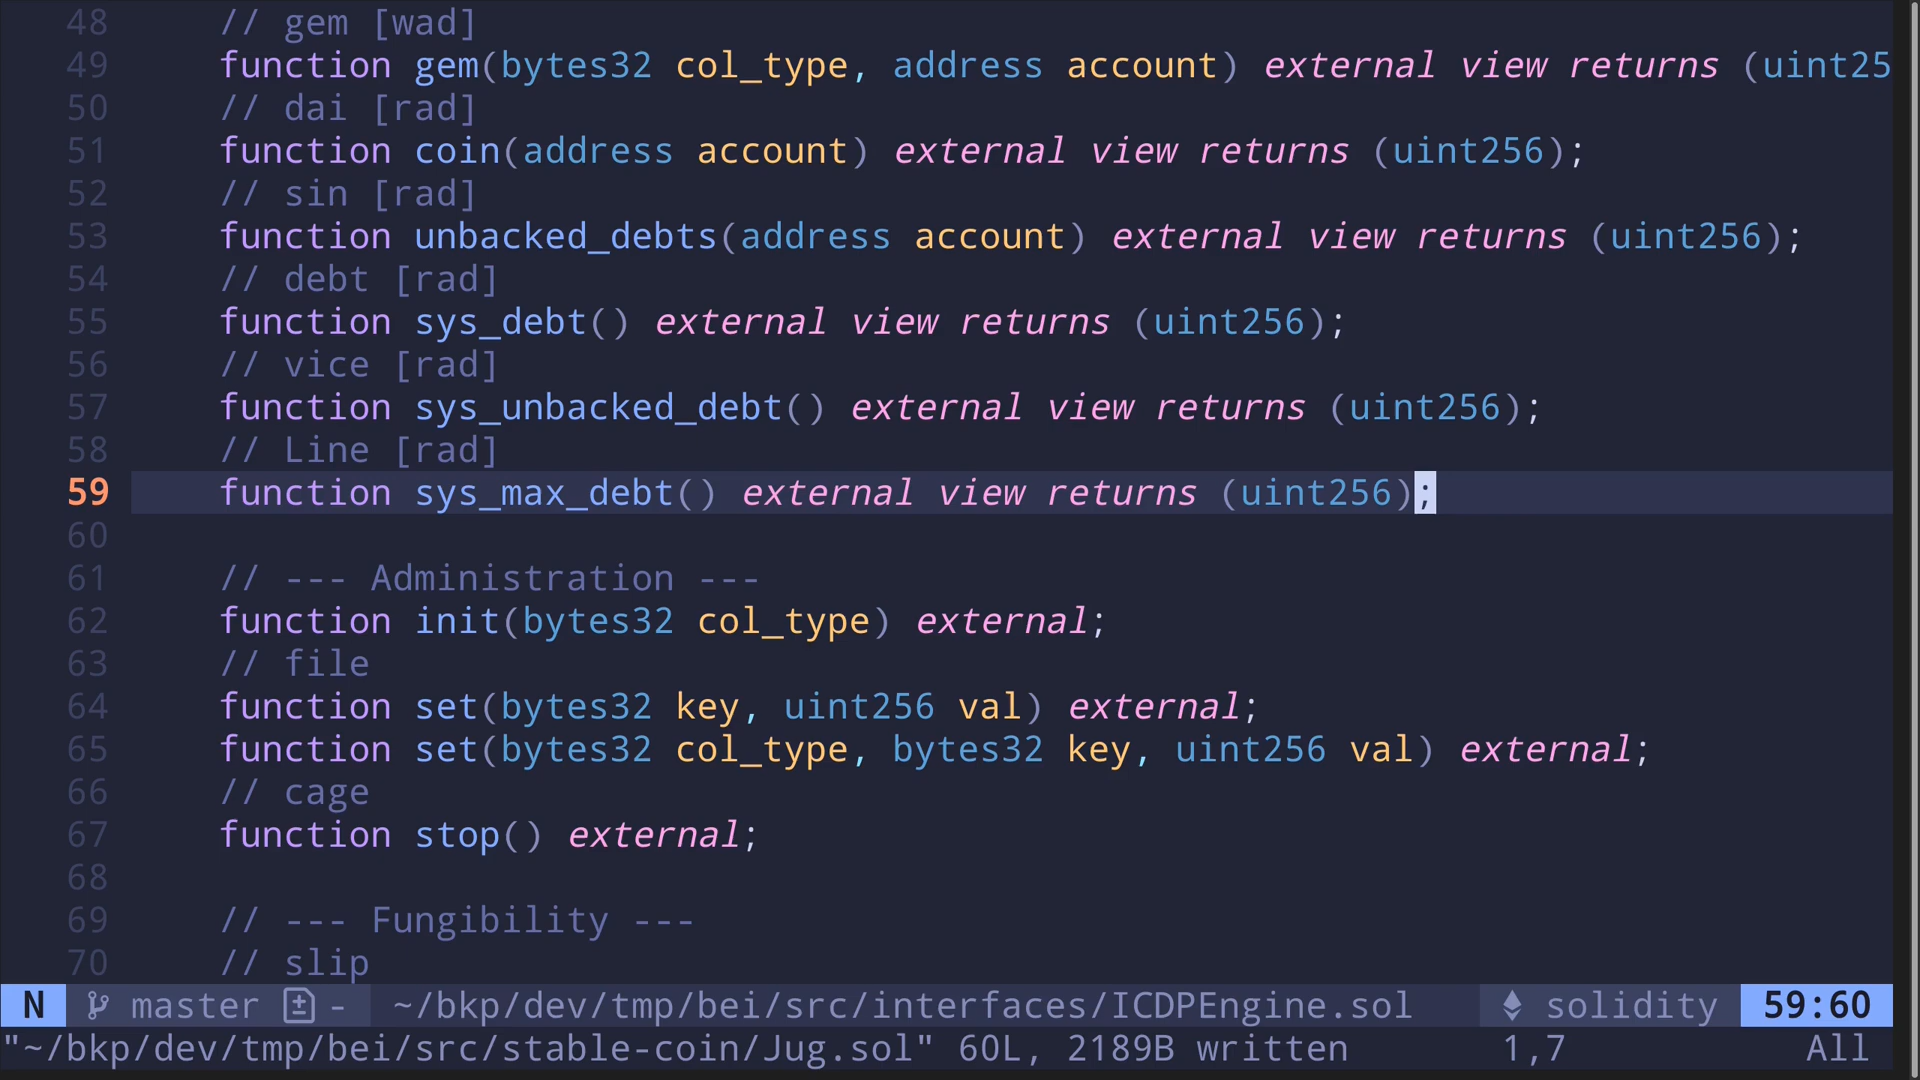 48 // gem [wad]
49 function gem(bytes32 col_type, address account) external view returns (uint25
50 // dai [rad]
51 function coin(address account) external view returns (uint256);
52 // sin [rad]
53 function unbacked_debts(address account) external view returns (uint256);
54 // debt [rad]
55 function sys_debt() external view returns (uint256);
56 // vice [rad]
57 function sys_unbacked_debt() external view returns (uint256);
58 // Line [rad]
59 function sys_max_debt() external view returns (uint256);
60
61 // --- Administration ---
62 function init(bytes32 col_type) external;
63 // file
64 function set(bytes32 key, uint256 val) external;
65 function set(bytes32 col_type, bytes32 key, uint256 val) external;
66 // cage
67 function stop() external;
68
69 // --- Fungibility ---
70 // slip
N master - ~/bkp/dev/tmp/bei/src/interfaces/ICDPEngine.sol solidity 59:60
"~/bkp/dev/tmp/bei/src/stable-coin/Jug.sol" 60L, 2189B written 1,7 All